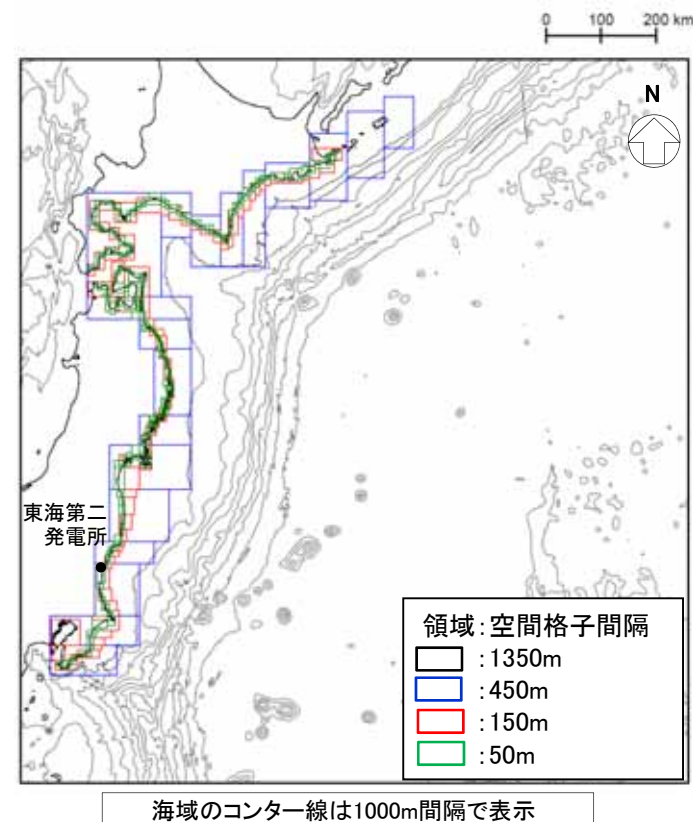 0 100 200 km
N
東海第二
発電所
領域:空間格子間隔
:1350m
:450m
:150m
:50m
海域のコンター線は1000m間隔で表示